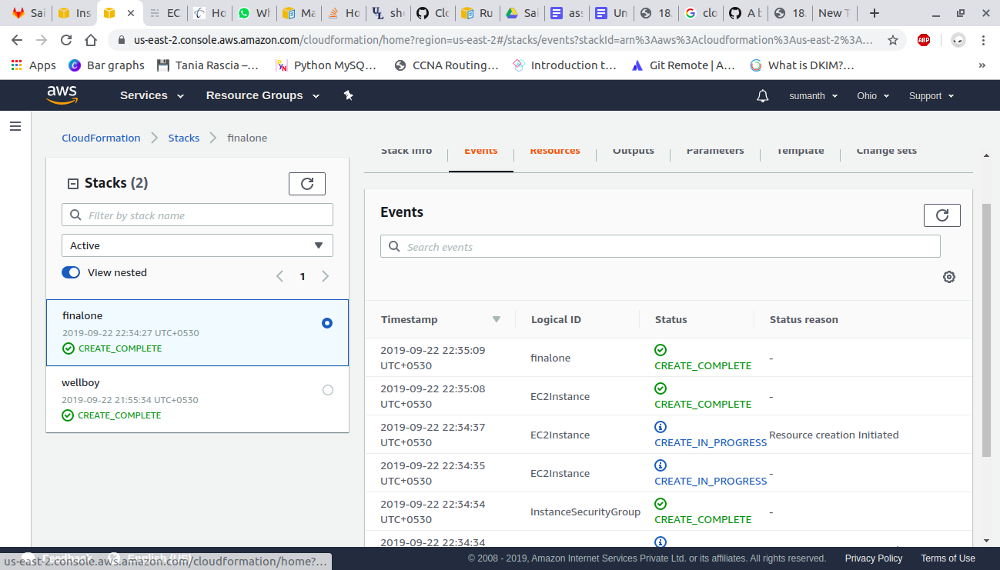 Sai
Ins
EC
Ho
Wh
Ma
Ho
she
Clo
Ru
Sai
ass
Un
18.
clo
A b
18.
New T
us-east-2.console.aws.amazon.com/cloudformation/home?region=us-east-2#/stacks/events?stackId=arn%3Aaws%3Acloudformation%3Aus-east-2%3A...
ABP
Apps
Bar graphs
Tania Rascia –...
Python MySQ...
CCNA Routing...
Introduction t...
Git Remote | A...
What is DKIM?...
»
aws
Services
Resource Groups
sumanth
Ohio
Support
CloudFormation
Stacks
finalone
Stack info
Events
Resources
Outputs
Parameters
Template
Change sets
Stacks (2)
Filter by stack name
Active
View nested
1
finalone
2019-09-22 22:34:27 UTC+0530
CREATE_COMPLETE
wellboy
2019-09-22 21:55:34 UTC+0530
CREATE_COMPLETE
Events
Search events
Timestamp
Logical ID
Status
Status reason
2019-09-22 22:35:09
UTC+0530
finalone
CREATE_COMPLETE
-
2019-09-22 22:35:08
UTC+0530
EC2Instance
CREATE_COMPLETE
-
2019-09-22 22:34:37
UTC+0530
EC2Instance
CREATE_IN_PROGRESS
Resource creation Initiated
2019-09-22 22:34:35
UTC+0530
EC2Instance
CREATE_IN_PROGRESS
-
2019-09-22 22:34:34
UTC+0530
InstanceSecurityGroup
CREATE_COMPLETE
-
2019-09-22 22:34:34
Feedback
English (US)
us-east-2.console.aws.amazon.com/cloudformation/home?...
© 2008 - 2019, Amazon Internet Services Private Ltd. or its affiliates. All rights reserved.
Privacy Policy
Terms of Use